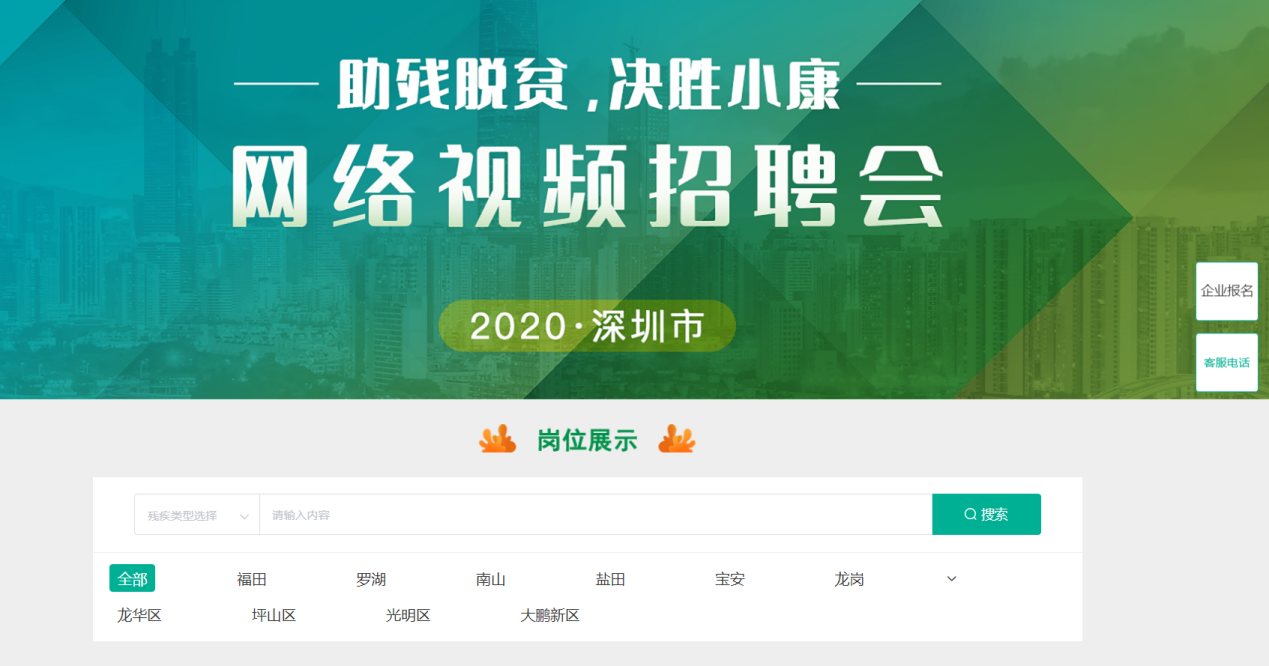 助残脱贫,决胜小康
网络视频招聘会
2020·深圳市
企业报名
客服电话
岗位展示
残疾类型选择 请输入内容 搜索
全部 福田 罗湖 南山 盐田 宝安 龙岗
龙华区 坪山区 光明区 大鹏新区